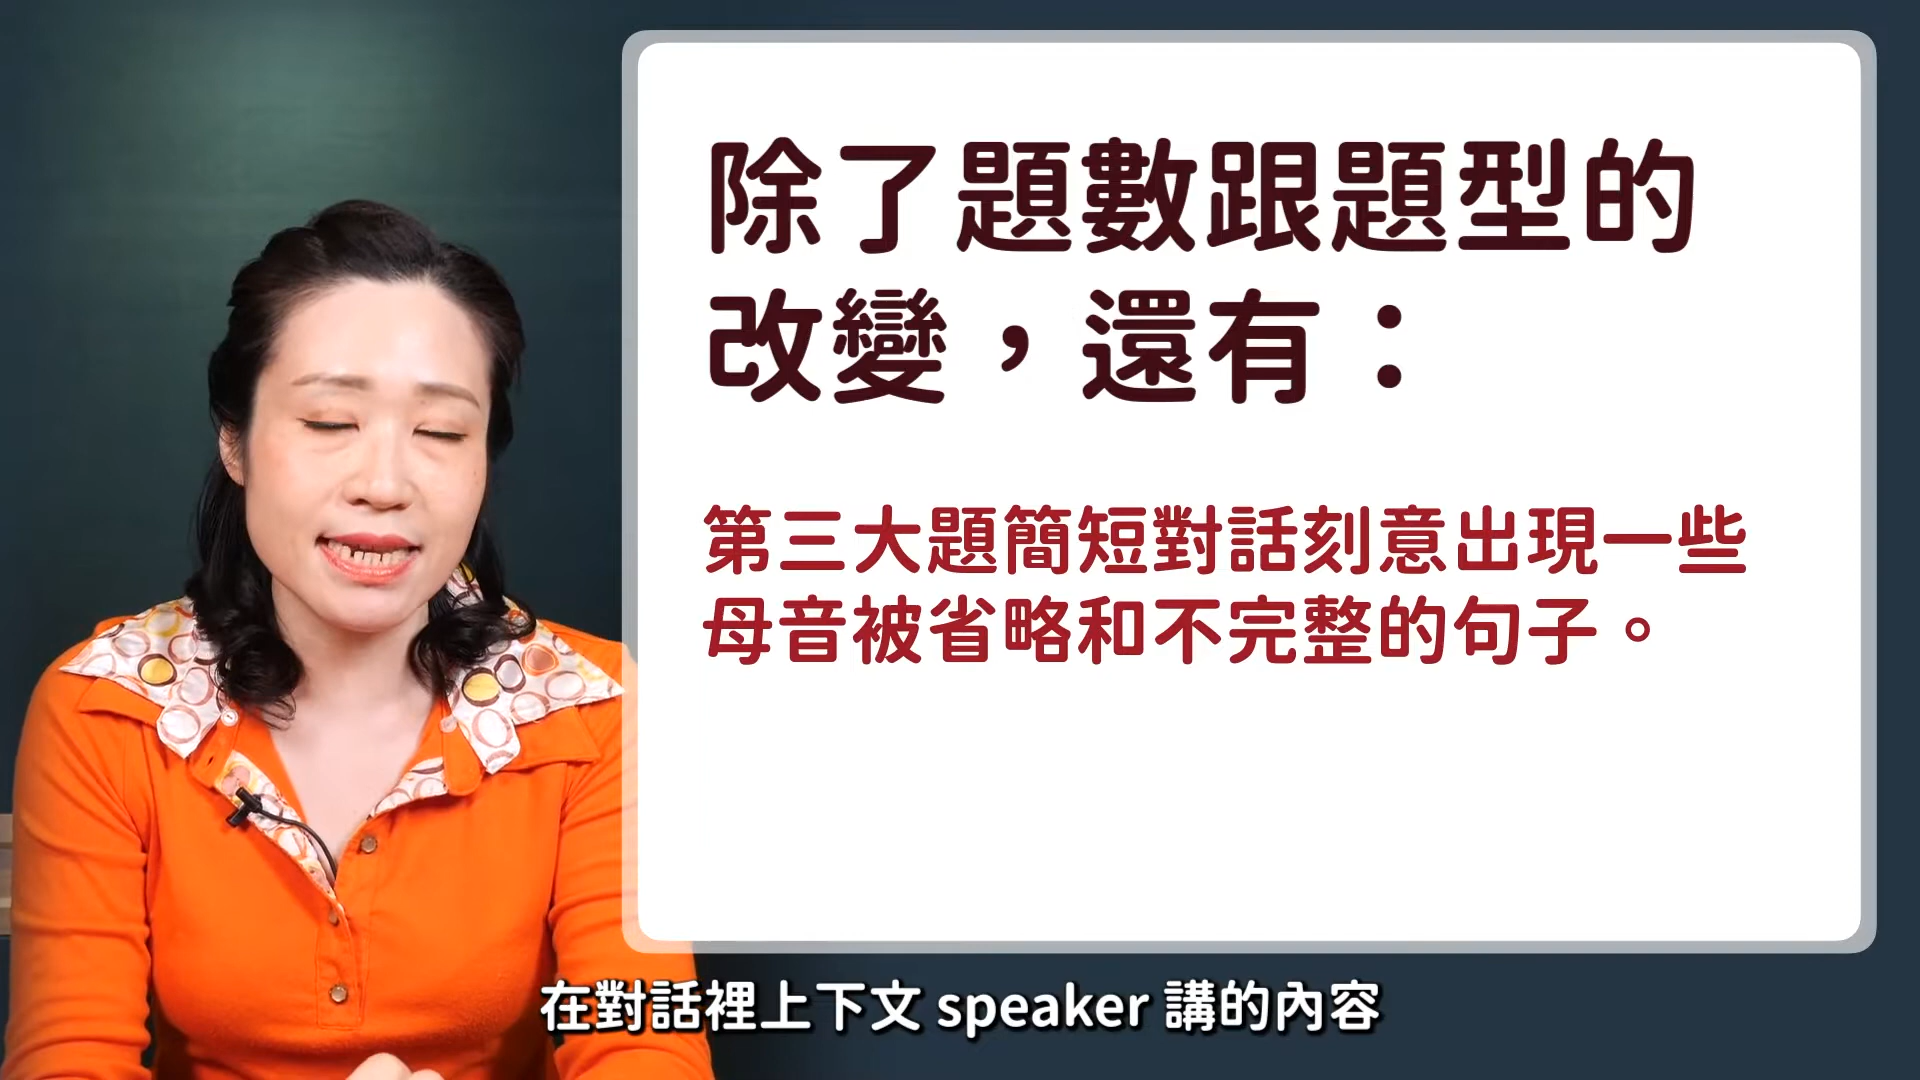 除了題數跟題型的
改變，還有：
第三大題簡短對話刻意出現一些
母音被省略和不完整的句子。
在對話裡上下文 speaker 講的內容